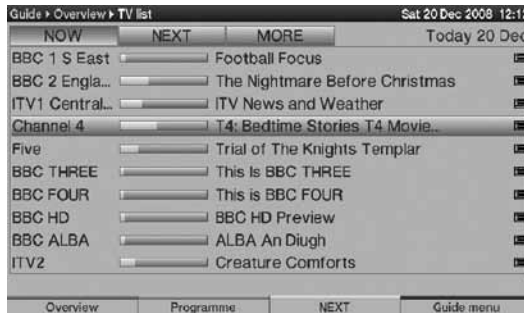 Guide ▸ Overview ▸ TV list Sat 20 Dec 2008 12:1
NOW NEXT MORE Today 20 Dec
BBC 1 S East Football Focus
BBC 2 Engla... The Nightmare Before Christmas
ITV1 Central... ITV News and Weather
Channel 4 T4: Bedtime Stories T4 Movie...
Five Trial of The Knights Templar
BBC THREE This Is BBC THREE
BBC FOUR This is BBC FOUR
BBC HD BBC HD Preview
BBC ALBA ALBA An Diugh
ITV2 Creature Comforts
Overview Programme NEXT Guide menu